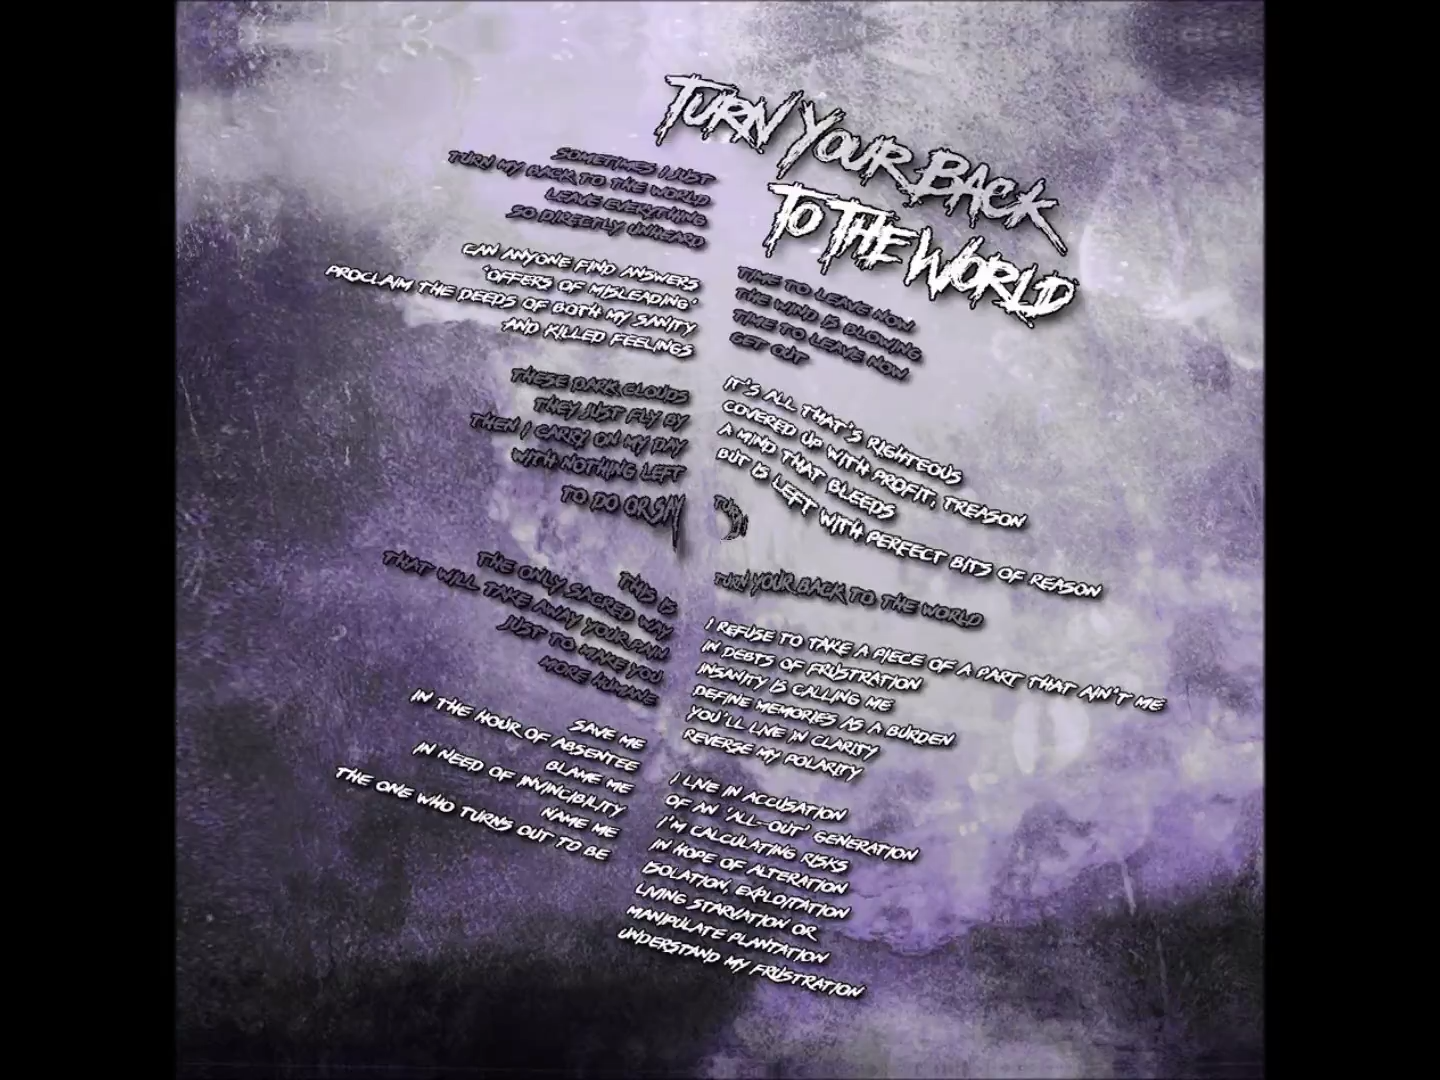 TURN YOUR BACK
TO THE WORLD
SOMETIMES I JUST
TURN MY BACK TO THE WORLD
LEAVE EVERYTHING
SO DIRECTLY UNHEARD
CAN ANYONE FIND ANSWERS
'OFFERS OF MISLEADING'
PROCLAIM THE DEEDS OF BOTH MY SANITY
AND KILLED FEELINGS
THESE DARK CLOUDS
THEY JUST FLY BY
THEN I CARRY ON MY DAY
WITH NOTHING LEFT
TO DO OR SAY
THIS IS
THE ONLY SACRED WAY
THAT WILL TAKE AWAY YOUR PAIN
JUST TO MAKE YOU
MORE HUMANE
SAVE ME
IN THE HOUR OF ABSENTEE
BLAME ME
IN NEED OF INVINCIBILITY
NAME ME
THE ONE WHO TURNS OUT TO BE
TIME TO LEAVE NOW
THE WIND IS BLOWING
TIME TO LEAVE NOW
GET OUT
IT'S ALL THAT'S RIGHTEOUS
COVERED UP WITH PROFIT, TREASON
A MIND THAT BLEEDS
BUT IS LEFT WITH PERFECT BITS OF REASON
TURN
TURN YOUR BACK TO THE WORLD
I REFUSE TO TAKE A PIECE OF A PART THAT AIN'T ME
IN DEBTS OF FRUSTRATION
INSANITY IS CALLING ME
DEFINE MEMORIES AS A BURDEN
YOU'LL LIVE IN CLARITY
REVERSE MY POLARITY
I LIVE IN ACCUSATION
OF AN 'ALL-OUT' GENERATION
I'M CALCULATING RISKS
IN HOPE OF ALTERATION
ISOLATION, EXPLOITATION
LIVING STARVATION OR
MANIPULATE PLANTATION
UNDERSTAND MY FRUSTRATION